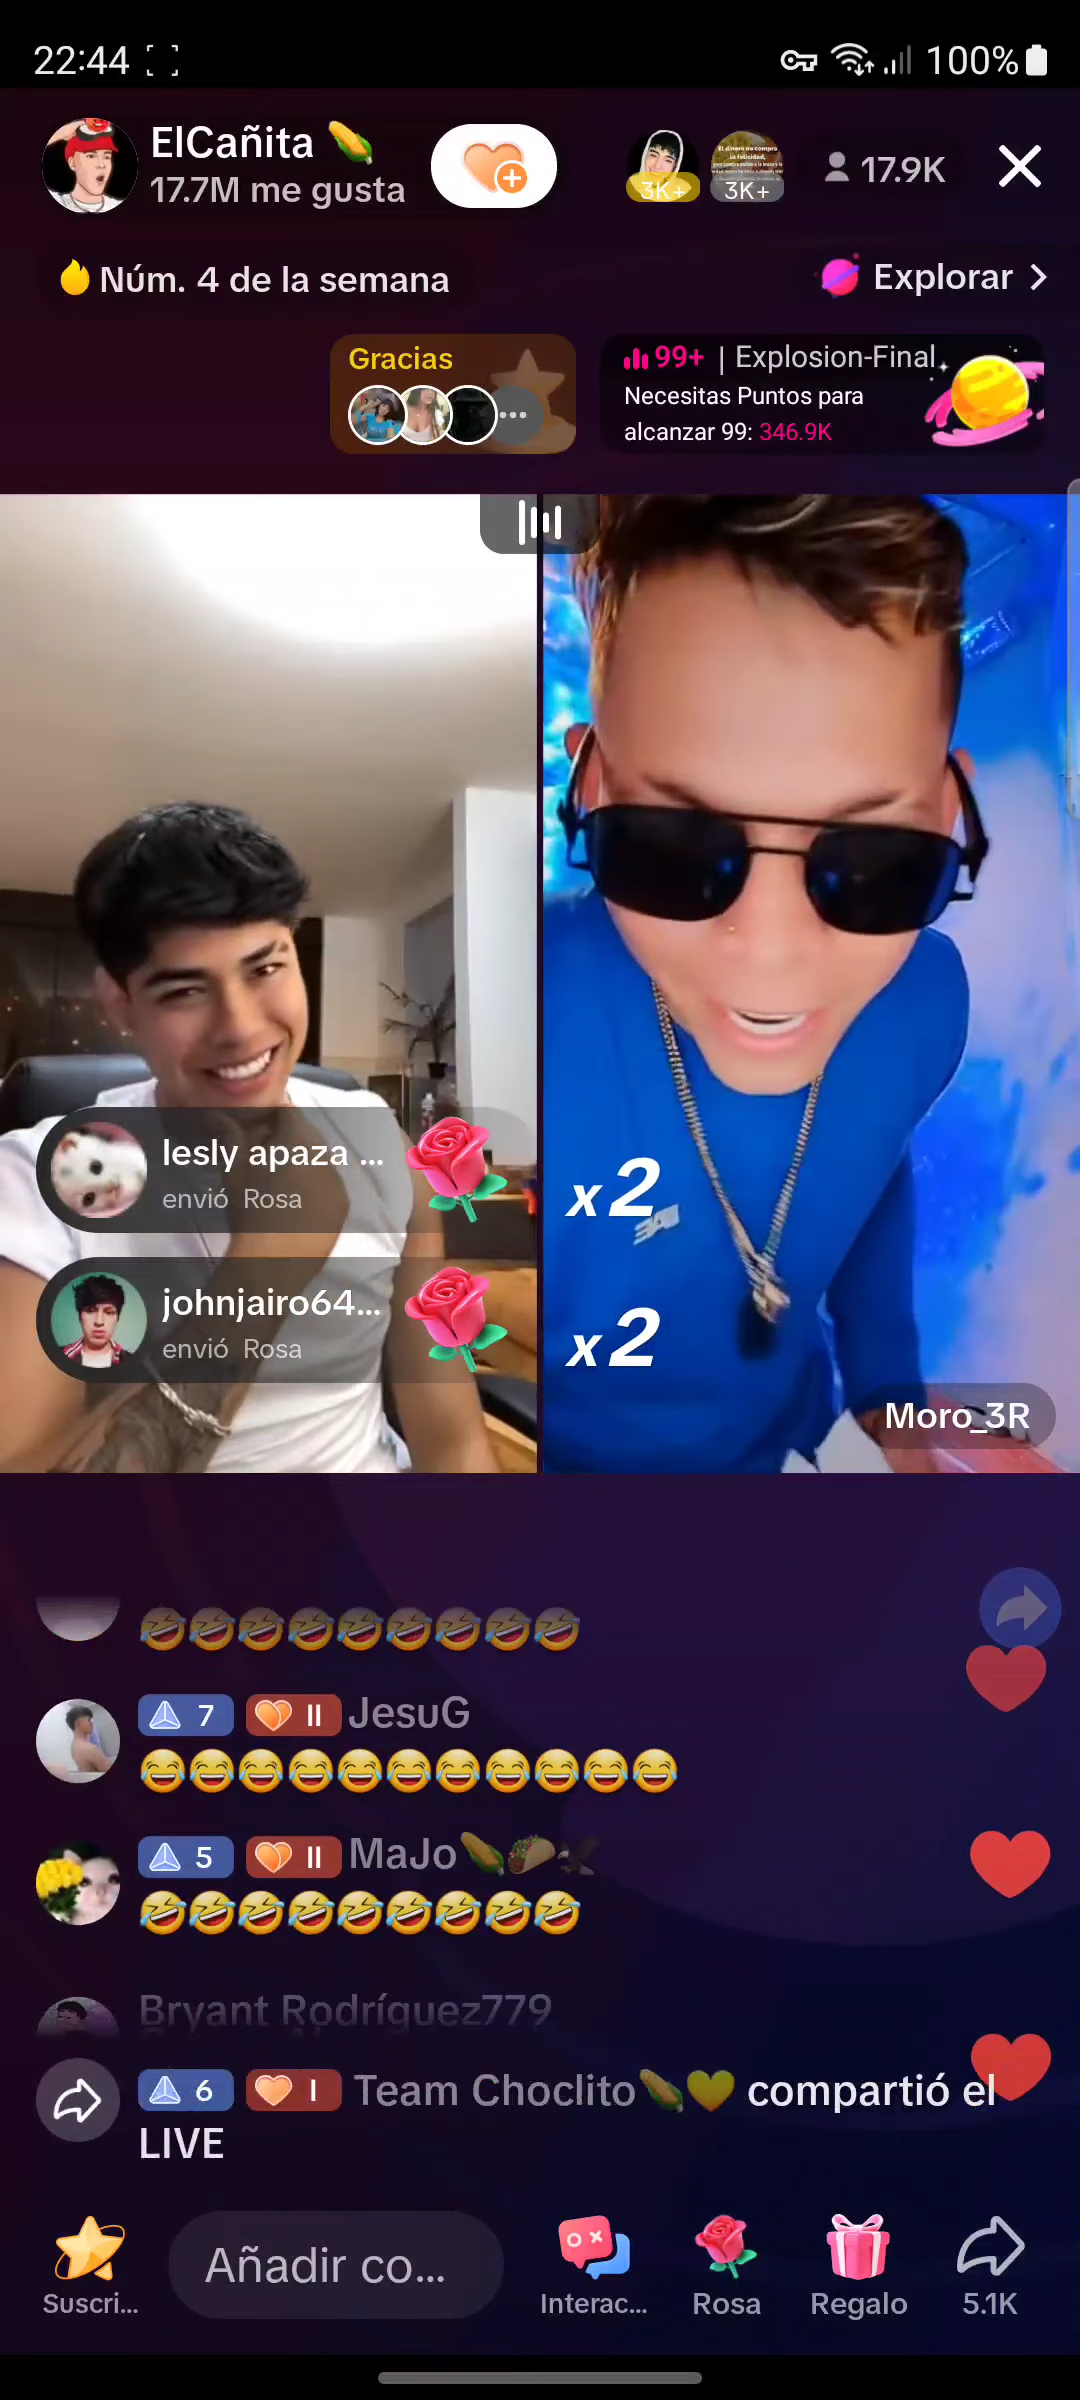 22:44
100%
ElCañita 🌽
17.7M me gusta
3K+
3K+
17.9K
Núm. 4 de la semana
Explorar >
Gracias
...
99+ | Explosion-Final
Necesitas Puntos para
alcanzar 99: 346.9K
lesly apaza ...
envió Rosa
x2
johnjairo64...
envió Rosa
x2
Moro_3R
🤣🤣🤣🤣🤣🤣🤣🤣🤣
7 II JesuG
😂😂😂😂😂😂😂😂😂😂😂
5 II MaJo🌽🌮🦅
🤣🤣🤣🤣🤣🤣🤣🤣🤣
Bryant Rodríguez779
6 I Team Choclito🌽💛 compartió el
LIVE
Añadir co...
Suscri...
Interac...
Rosa
Regalo
5.1K